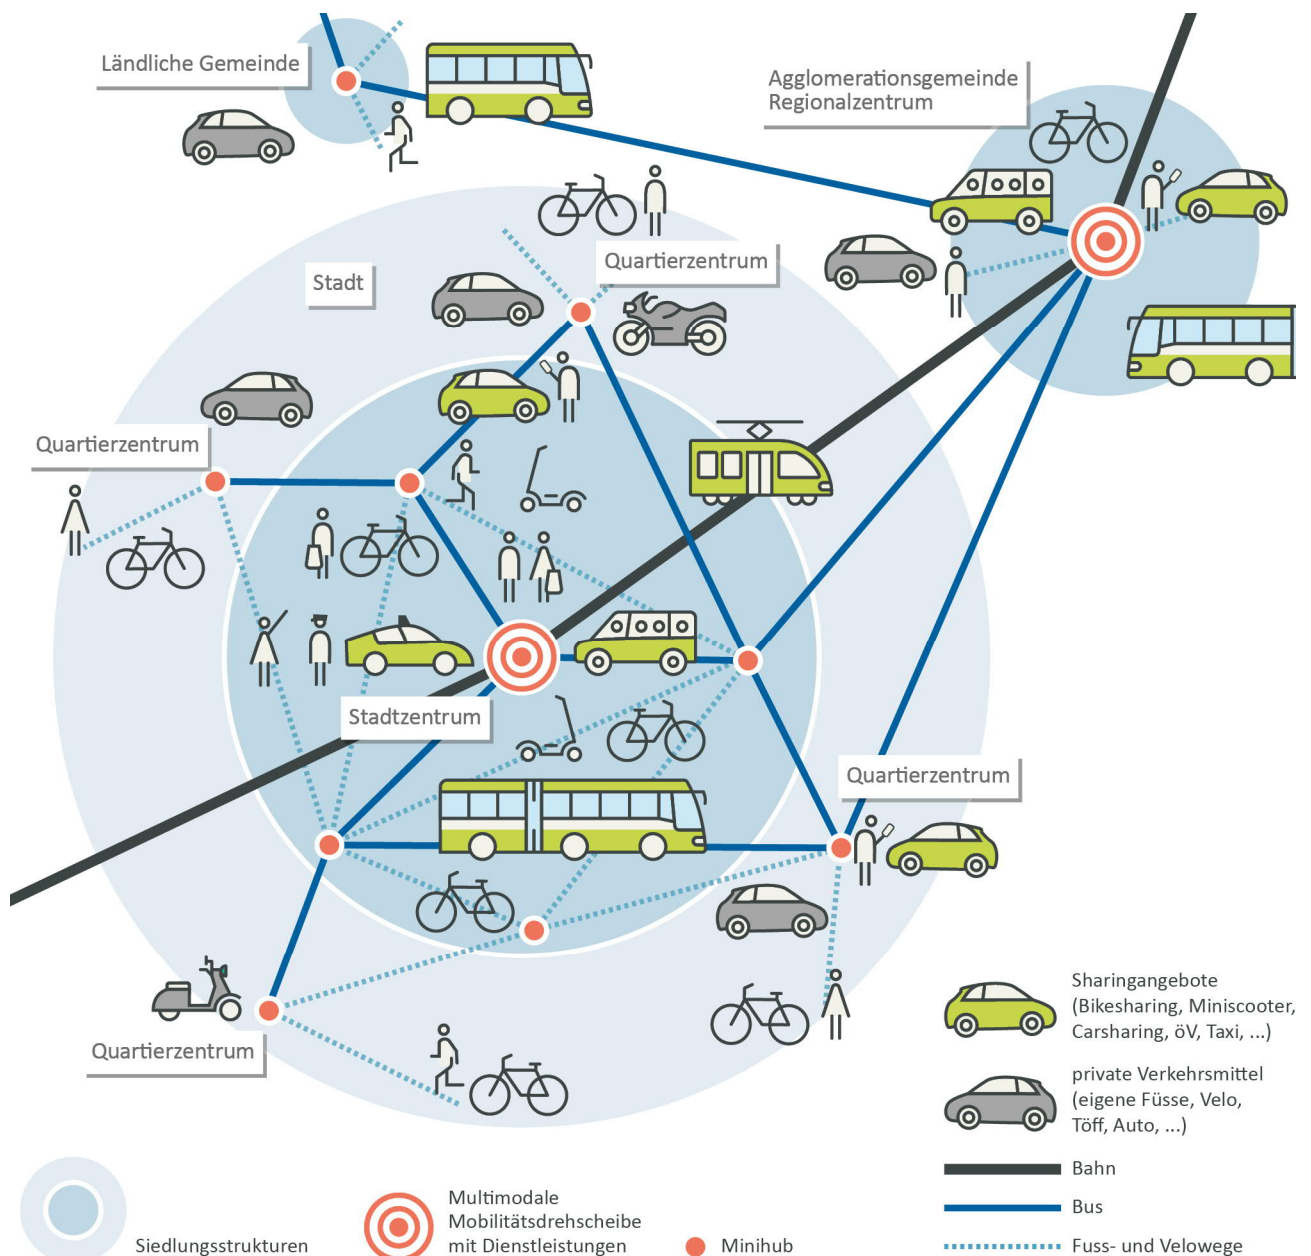 Ländliche Gemeinde
Agglomerationsgemeinde
Regionalzentrum
Quartierzentrum
Stadt
Quartierzentrum
Stadtzentrum
Quartierzentrum
Quartierzentrum
Sharingangebote
(Bikesharing, Miniscooter,
Carsharing, öV, Taxi, ...)
private Verkehrsmittel
(eigene Füsse, Velo,
Töff, Auto, ...)
Bahn
Bus
Fuss- und Velowege
Siedlungsstrukturen
Multimodale
Mobilitätsdrehscheibe
mit Dienstleistungen
Minihub